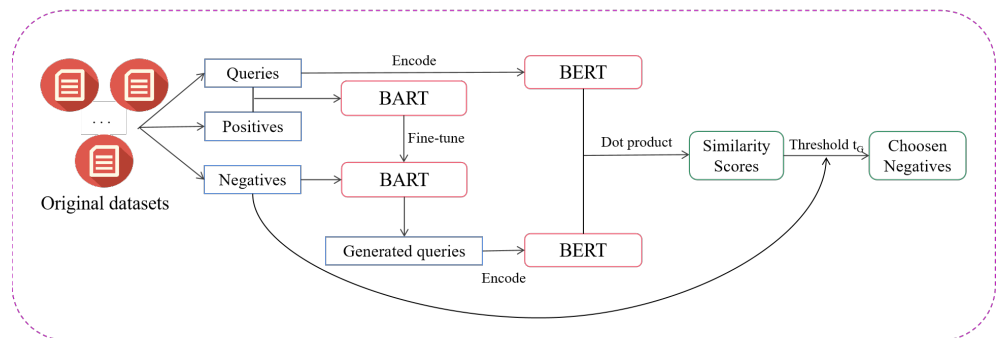 Queries
Encode
BERT
BART
. . .
Positives
Fine-tune
Dot product
Similarity
Scores
Threshold t_G
Choosen
Negatives
Negatives
BART
Original datasets
Generated queries
Encode
BERT